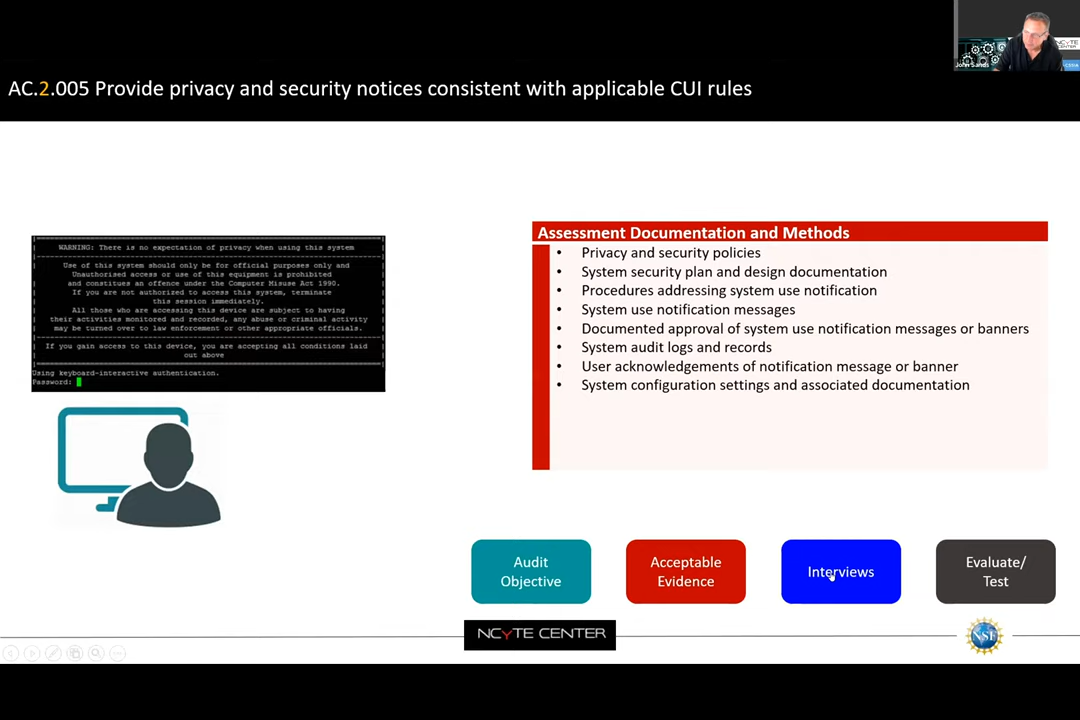 AC.2.005 Provide privacy and security notices consistent with applicable CUI rules
John Sands
WARNING: There is no expectation of privacy when using this system
Use of this system should only be for official purposes only and
Unauthorised access or use of this equipment is prohibited
and constitutes an offence under the Computer Misuse Act 1990.
If you are not authorized to access this system, terminate
this session immediately.
All those who are accessing this device are subject to having
their activities monitored and recorded, any abuse or criminal activity
may be turned over to law enforcement or other appropriate officials.
If you gain access to this device, you are accepting all conditions laid
out above
Using keyboard-interactive authentication.
Password:
Assessment Documentation and Methods
• Privacy and security policies
• System security plan and design documentation
• Procedures addressing system use notification
• System use notification messages
• Documented approval of system use notification messages or banners
• System audit logs and records
• User acknowledgements of notification message or banner
• System configuration settings and associated documentation
Audit
Objective
Acceptable
Evidence
Interviews
Evaluate/
Test
NCYTE CENTER
NSF